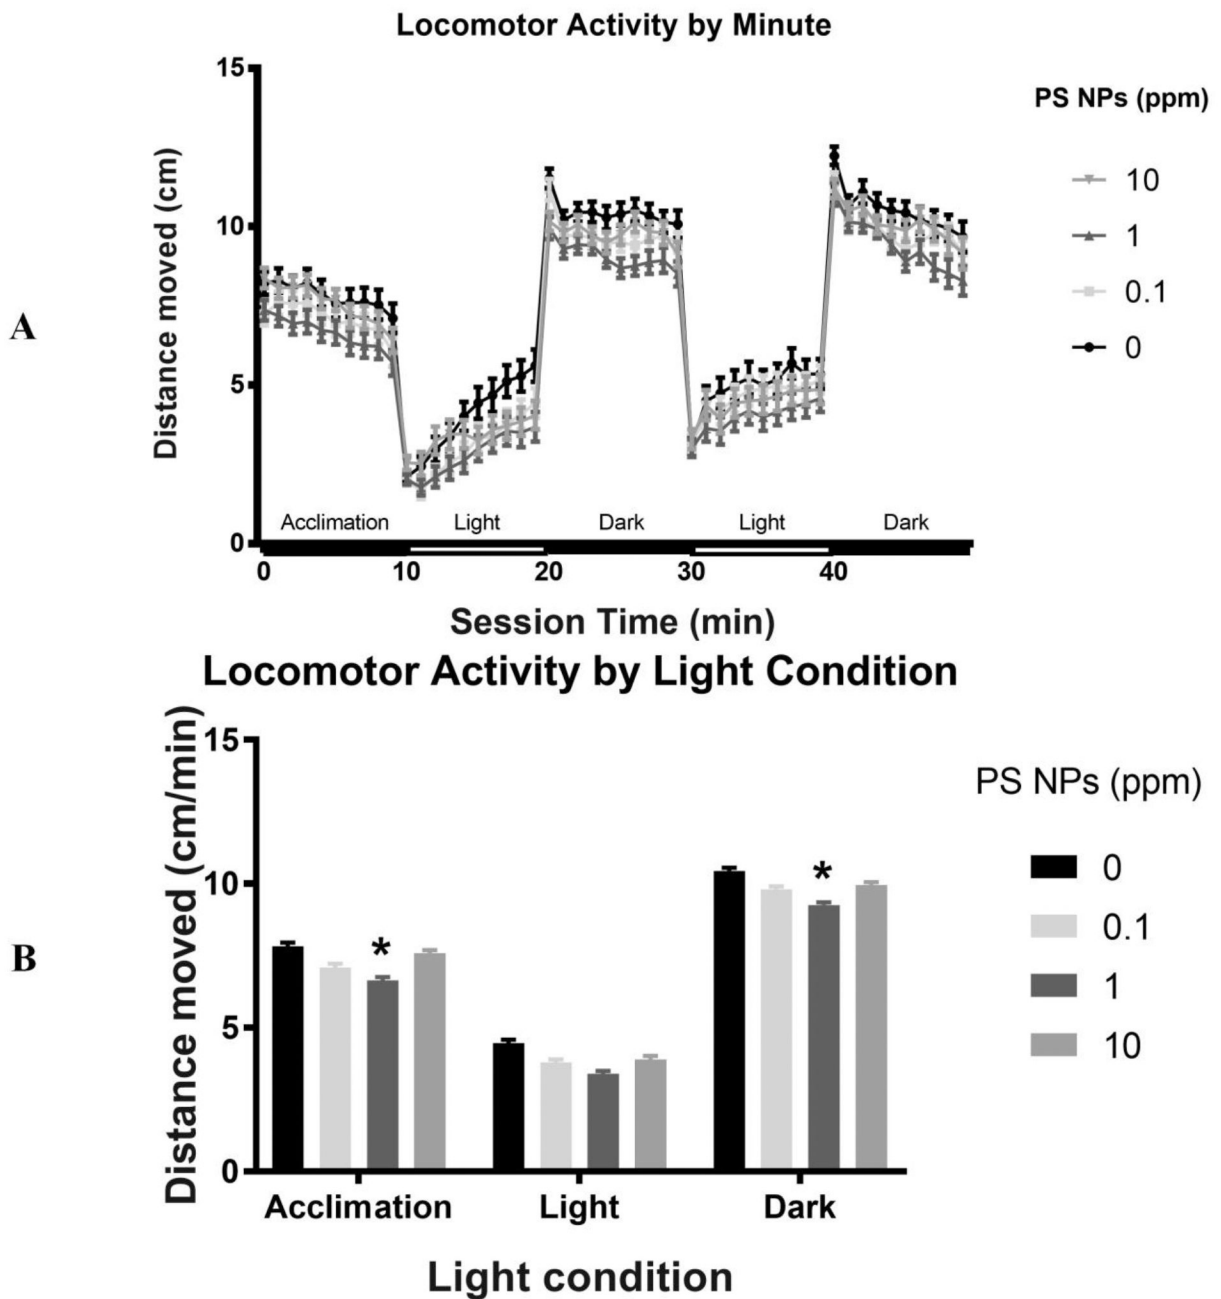 Locomotor Activity by Minute
15
10
5
0
Distance moved (cm)
PS NPs (ppm)
10
1
0.1
0
A
Acclimation Light Dark Light Dark
0 10 20 30 40
Session Time (min)
Locomotor Activity by Light Condition
15
10
5
0
Distance moved (cm/min)
PS NPs (ppm)
0
0.1
1
10
B
*
*
Acclimation Light Dark
Light condition